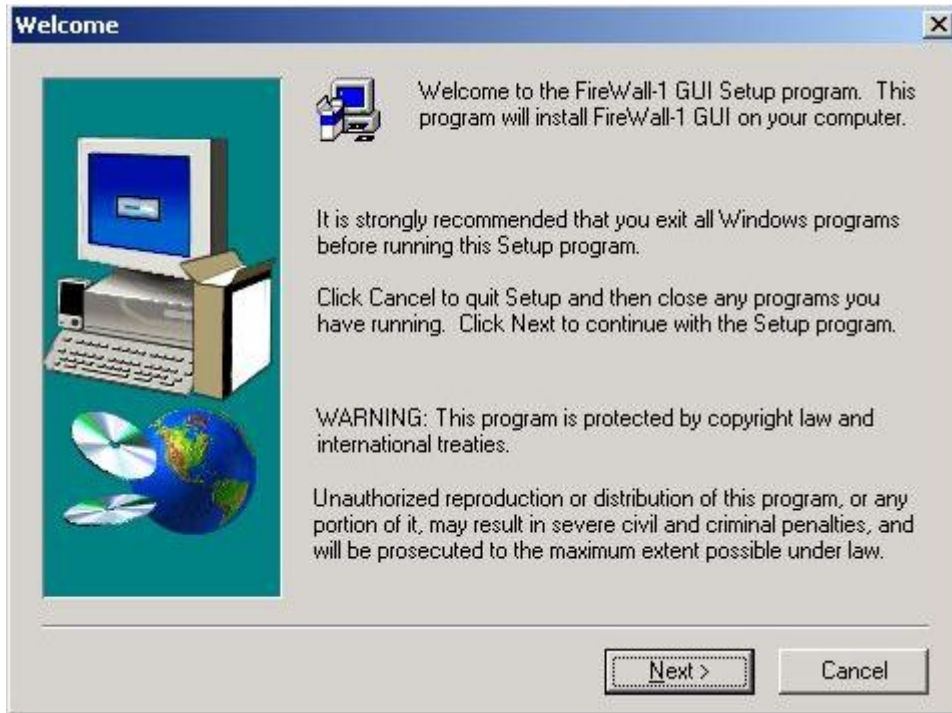 Welcome
Welcome to the FireWall-1 GUI Setup program.  This
program will install FireWall-1 GUI on your computer.
It is strongly recommended that you exit all Windows programs
before running this Setup program.
Click Cancel to quit Setup and then close any programs you
have running.  Click Next to continue with the Setup program.
WARNING: This program is protected by copyright law and
international treaties.
Unauthorized reproduction or distribution of this program, or any
portion of it, may result in severe civil and criminal penalties, and
will be prosecuted to the maximum extent possible under law.
Next >
Cancel